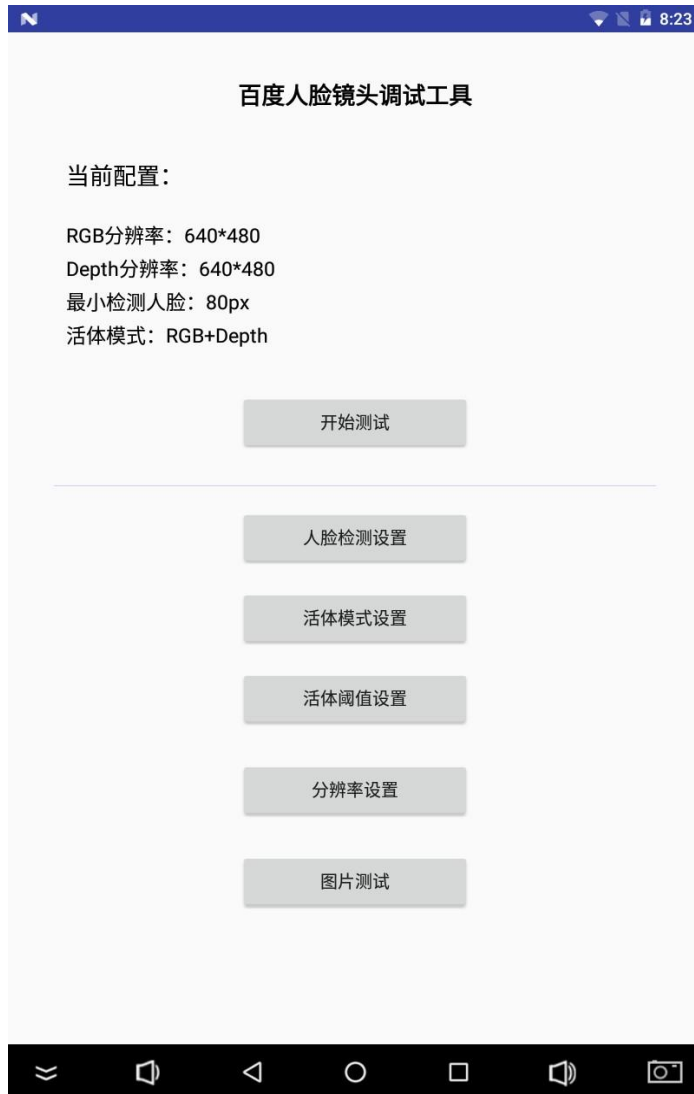 8:23
百度人脸镜头调试工具
当前配置：
RGB分辨率：640*480
Depth分辨率：640*480
最小检测人脸：80px
活体模式：RGB+Depth
开始测试
人脸检测设置
活体模式设置
活体阈值设置
分辨率设置
图片测试